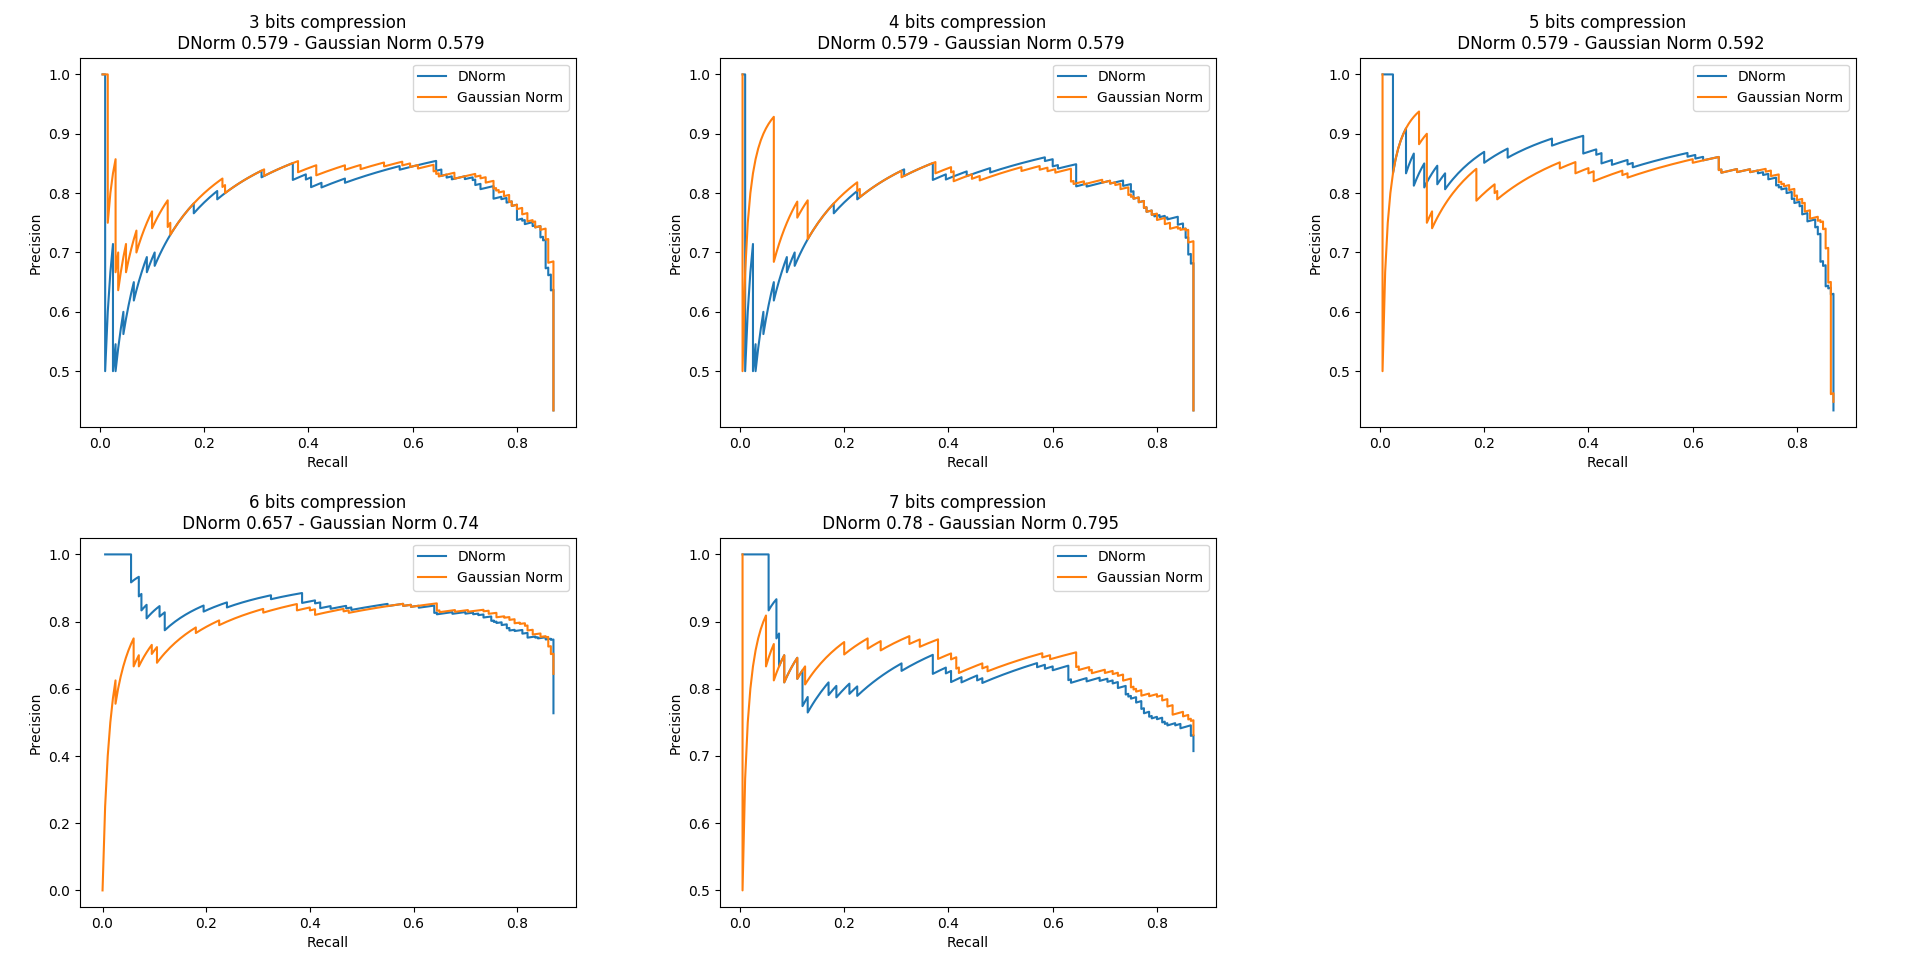 3 bits compression
DNorm 0.579 - Gaussian Norm 0.579
1.0
0.9
0.8
0.7
0.6
0.5
Precision
0.0 0.2 0.4 0.6 0.8
Recall
DNorm
Gaussian Norm
4 bits compression
DNorm 0.579 - Gaussian Norm 0.579
1.0
0.9
0.8
0.7
0.6
0.5
Precision
0.0 0.2 0.4 0.6 0.8
Recall
DNorm
Gaussian Norm
5 bits compression
DNorm 0.579 - Gaussian Norm 0.592
1.0
0.9
0.8
0.7
0.6
0.5
Precision
0.0 0.2 0.4 0.6 0.8
Recall
DNorm
Gaussian Norm
6 bits compression
DNorm 0.657 - Gaussian Norm 0.74
1.0
0.8
0.6
0.4
0.2
0.0
Precision
0.0 0.2 0.4 0.6 0.8
Recall
DNorm
Gaussian Norm
7 bits compression
DNorm 0.78 - Gaussian Norm 0.795
1.0
0.9
0.8
0.7
0.6
0.5
Precision
0.0 0.2 0.4 0.6 0.8
Recall
DNorm
Gaussian Norm